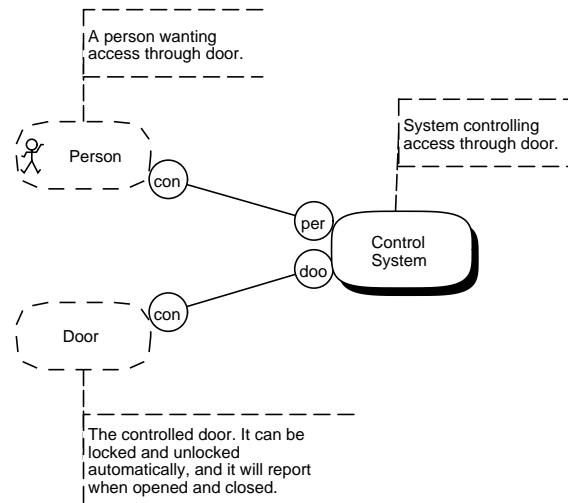 A person wanting
access through door.
System controlling
access through door.
Person
con
per
Control
System
doo
con
Door
The controlled door. It can be
locked and unlocked
automatically, and it will report
when opened and closed.